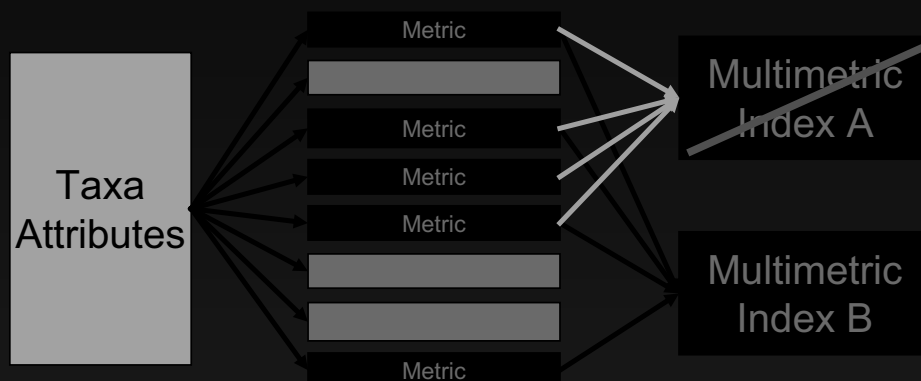 Taxa
Attributes
Metric
Metric
Metric
Metric
Metric
Multimetric
Index A
Multimetric
Index B